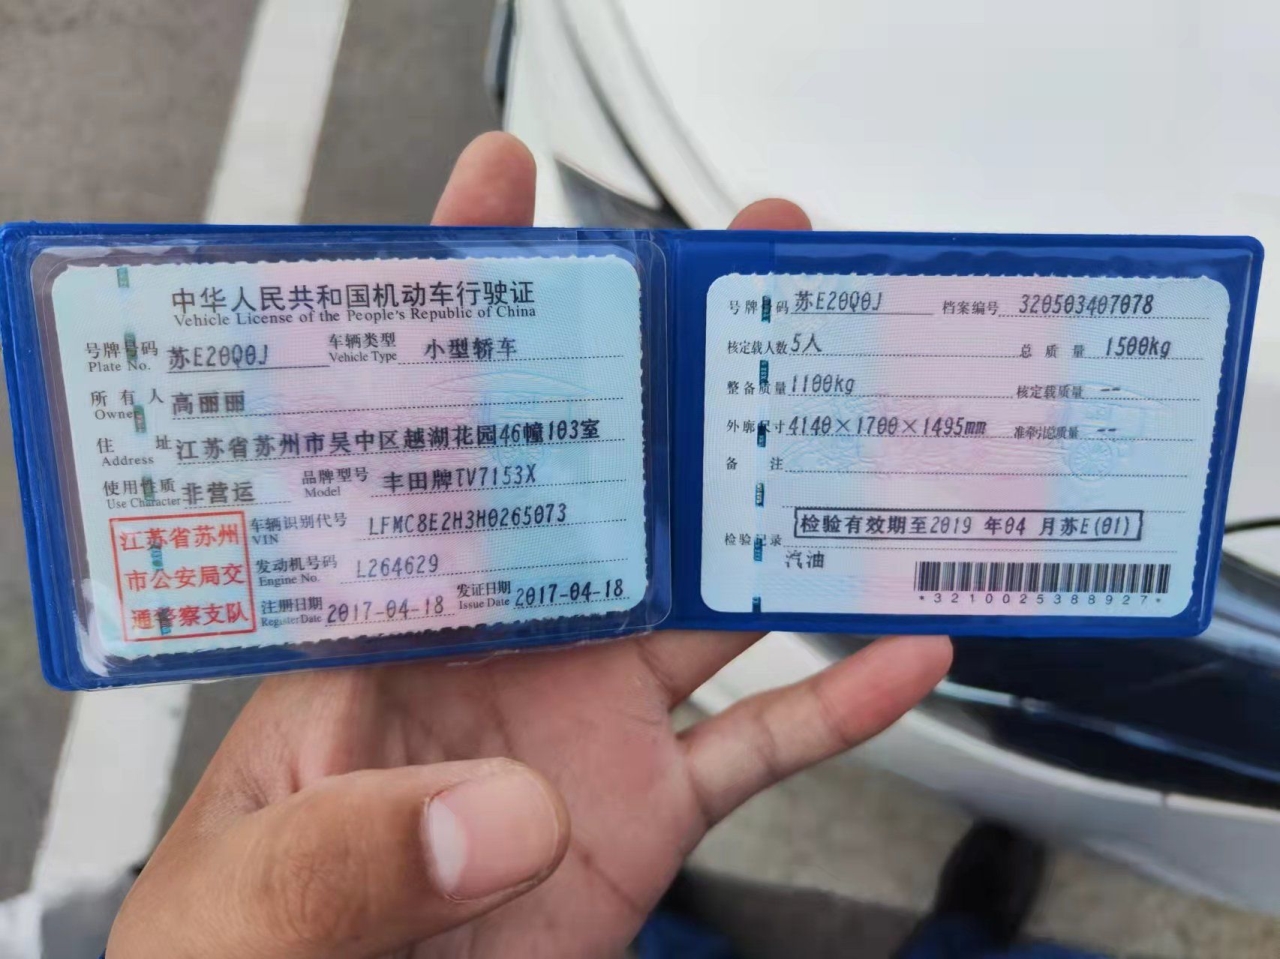 中华人民共和国机动车行驶证
Vehicle License of the People's Republic of China
号牌号码 苏E20Q0J 车辆类型 小型轿车
Plate No. Vehicle Type
所有人 高丽丽
Owner
住址 江苏省苏州市吴中区越湖花园46幢103室
Address
使用性质 非营运 品牌型号 丰田牌TV7153X
Use Character Model
江苏省苏州
市公安局交
通警察支队
车辆识别代号 LFMC8E2H3H0265073
VIN
发动机号码 L264629
Engine No.
注册日期 2017-04-18 发证日期 2017-04-18
Register Date Issue Date
号牌号码 苏E20Q0J 档案编号 320503407078
核定载人数 5人 总质量 1500kg
整备质量 1100kg 核定载质量 --
外廓尺寸 4140×1700×1495mm 准牵引总质量 --
备注
检验有效期至2019 年04 月苏E(01)
检验记录
汽油
*3210025388927*